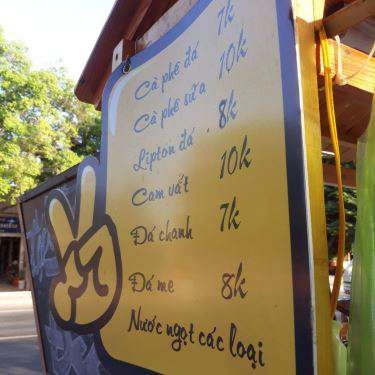 Cà phê đá 7k
Cà phê sữa 10k
Lipton đá 8k
Cam vắt 10k
Đá chanh 7k
Đá me 8k
Nước ngọt các loại